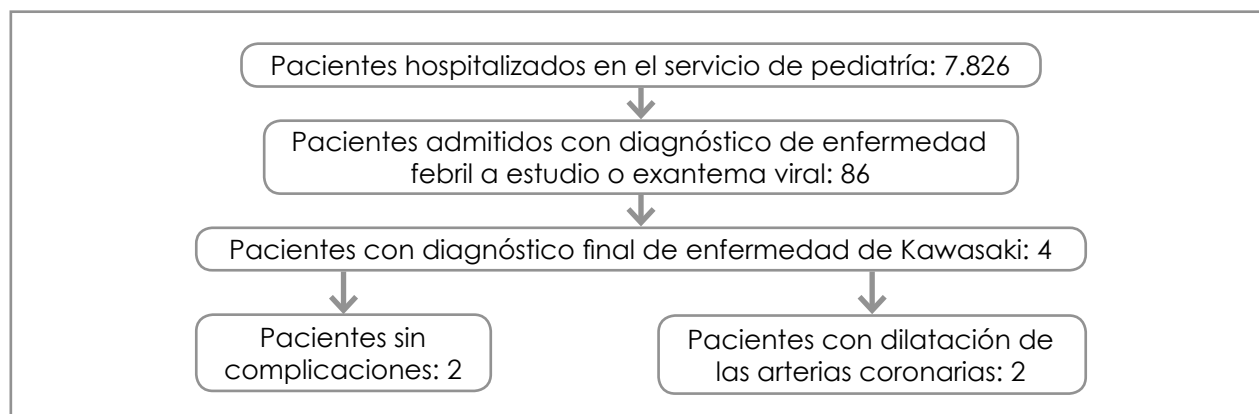 Pacientes hospitalizados en el servicio de pediatría: 7.826
Pacientes admitidos con diagnóstico de enfermedad
febril a estudio o exantema viral: 86
Pacientes con diagnóstico final de enfermedad de Kawasaki: 4
Pacientes sin
complicaciones: 2
Pacientes con dilatación de
las arterias coronarias: 2